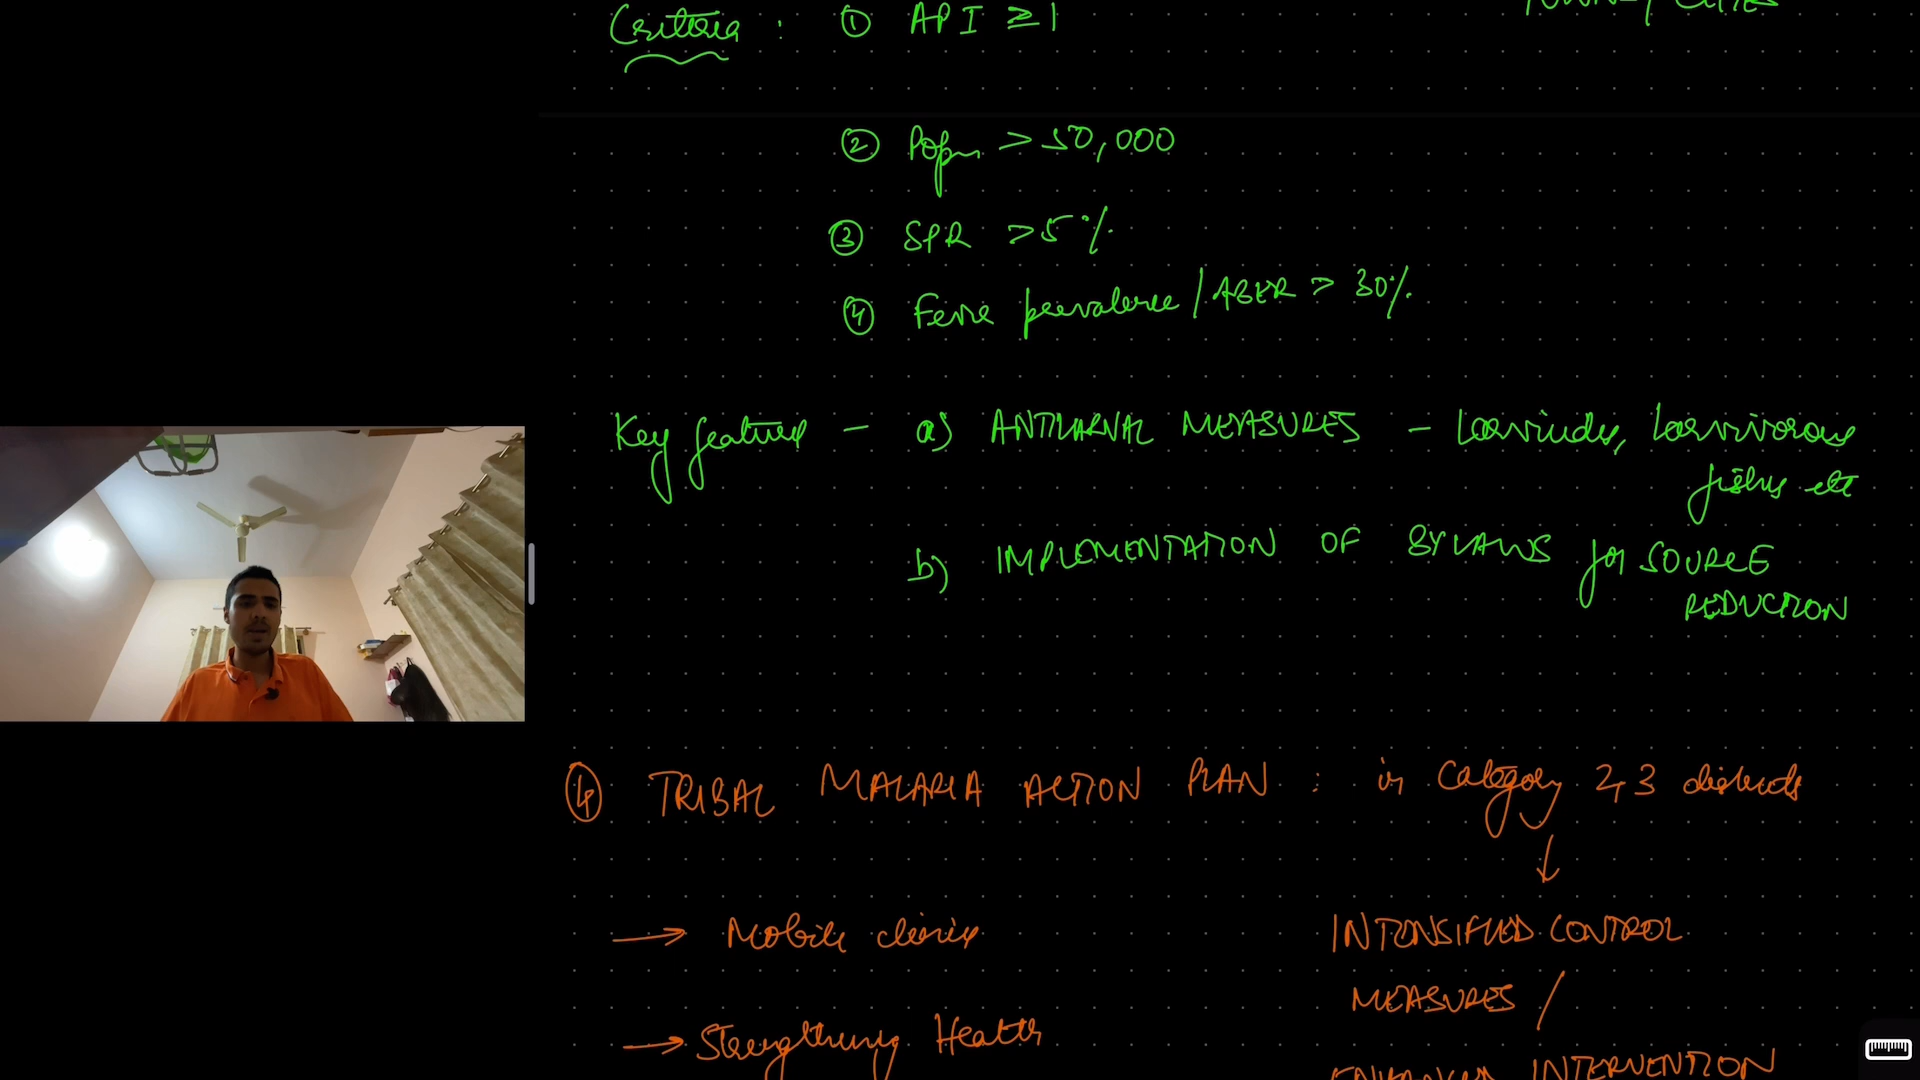 Criteria : ① API ≥ 1
② Popn > 50,000
③ SPR > 5%
④ Fever prevalence / ABER > 30%
Key features - a) ANTILARVAL MEASURES - Larvicides, larvivorous
fishes etc
b) IMPLEMENTATION OF BYLAWS for SOURCE
REDUCTION
④ TRIBAL MALARIA ACTION PLAN : in Category 2, 3 districts
↓
→ Mobile clinics
INTENSIFIED CONTROL
MEASURES /
→ Strengthening Health
ENHANCED INTERVENTION